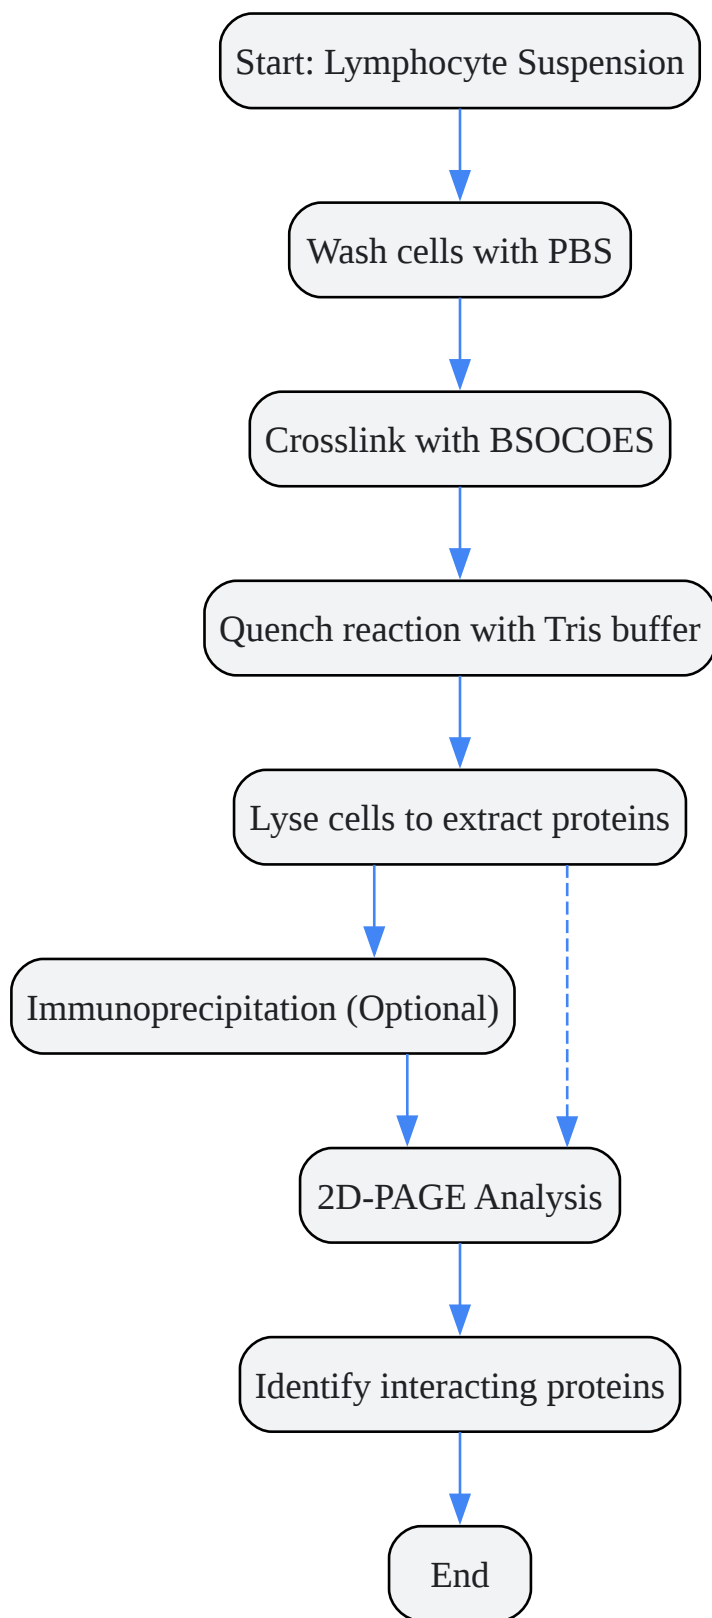 Start: Lymphocyte Suspension
Wash cells with PBS
Crosslink with BSOCOES
Quench reaction with Tris buffer
Lyse cells to extract proteins
Immunoprecipitation (Optional)
2D-PAGE Analysis
Identify interacting proteins
End